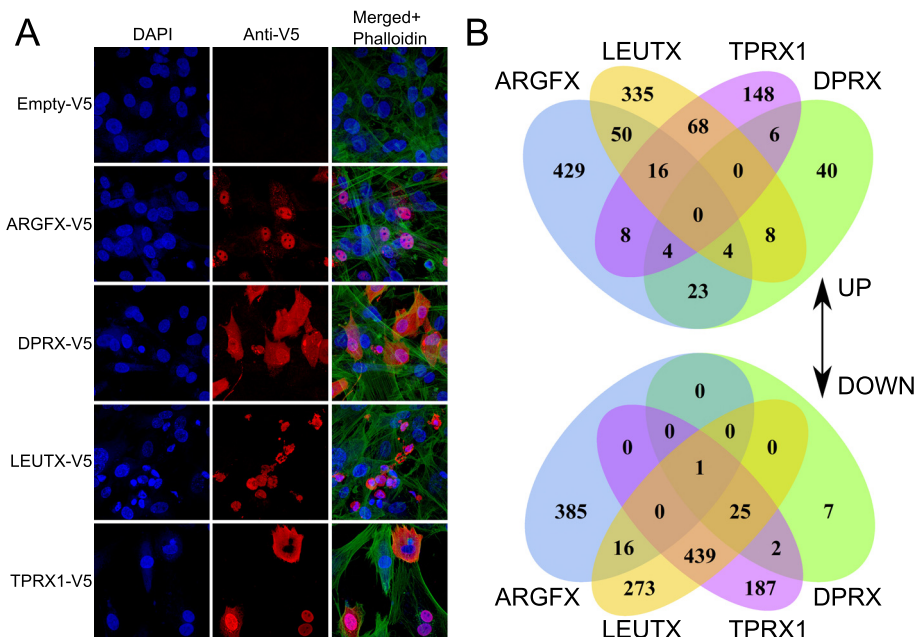 A
DAPI
Anti-V5
Merged+
Phalloidin
Empty-V5
ARGFX-V5
DPRX-V5
LEUTX-V5
TPRX1-V5
B
LEUTX
TPRX1
ARGFX
DPRX
335
148
50
68
6
429
16
0
40
0
8
4
4
8
23
UP
DOWN
0
0
0
0
0
1
385
0
25
7
16
439
2
273
187
ARGFX
DPRX
LEUTX
TPRX1